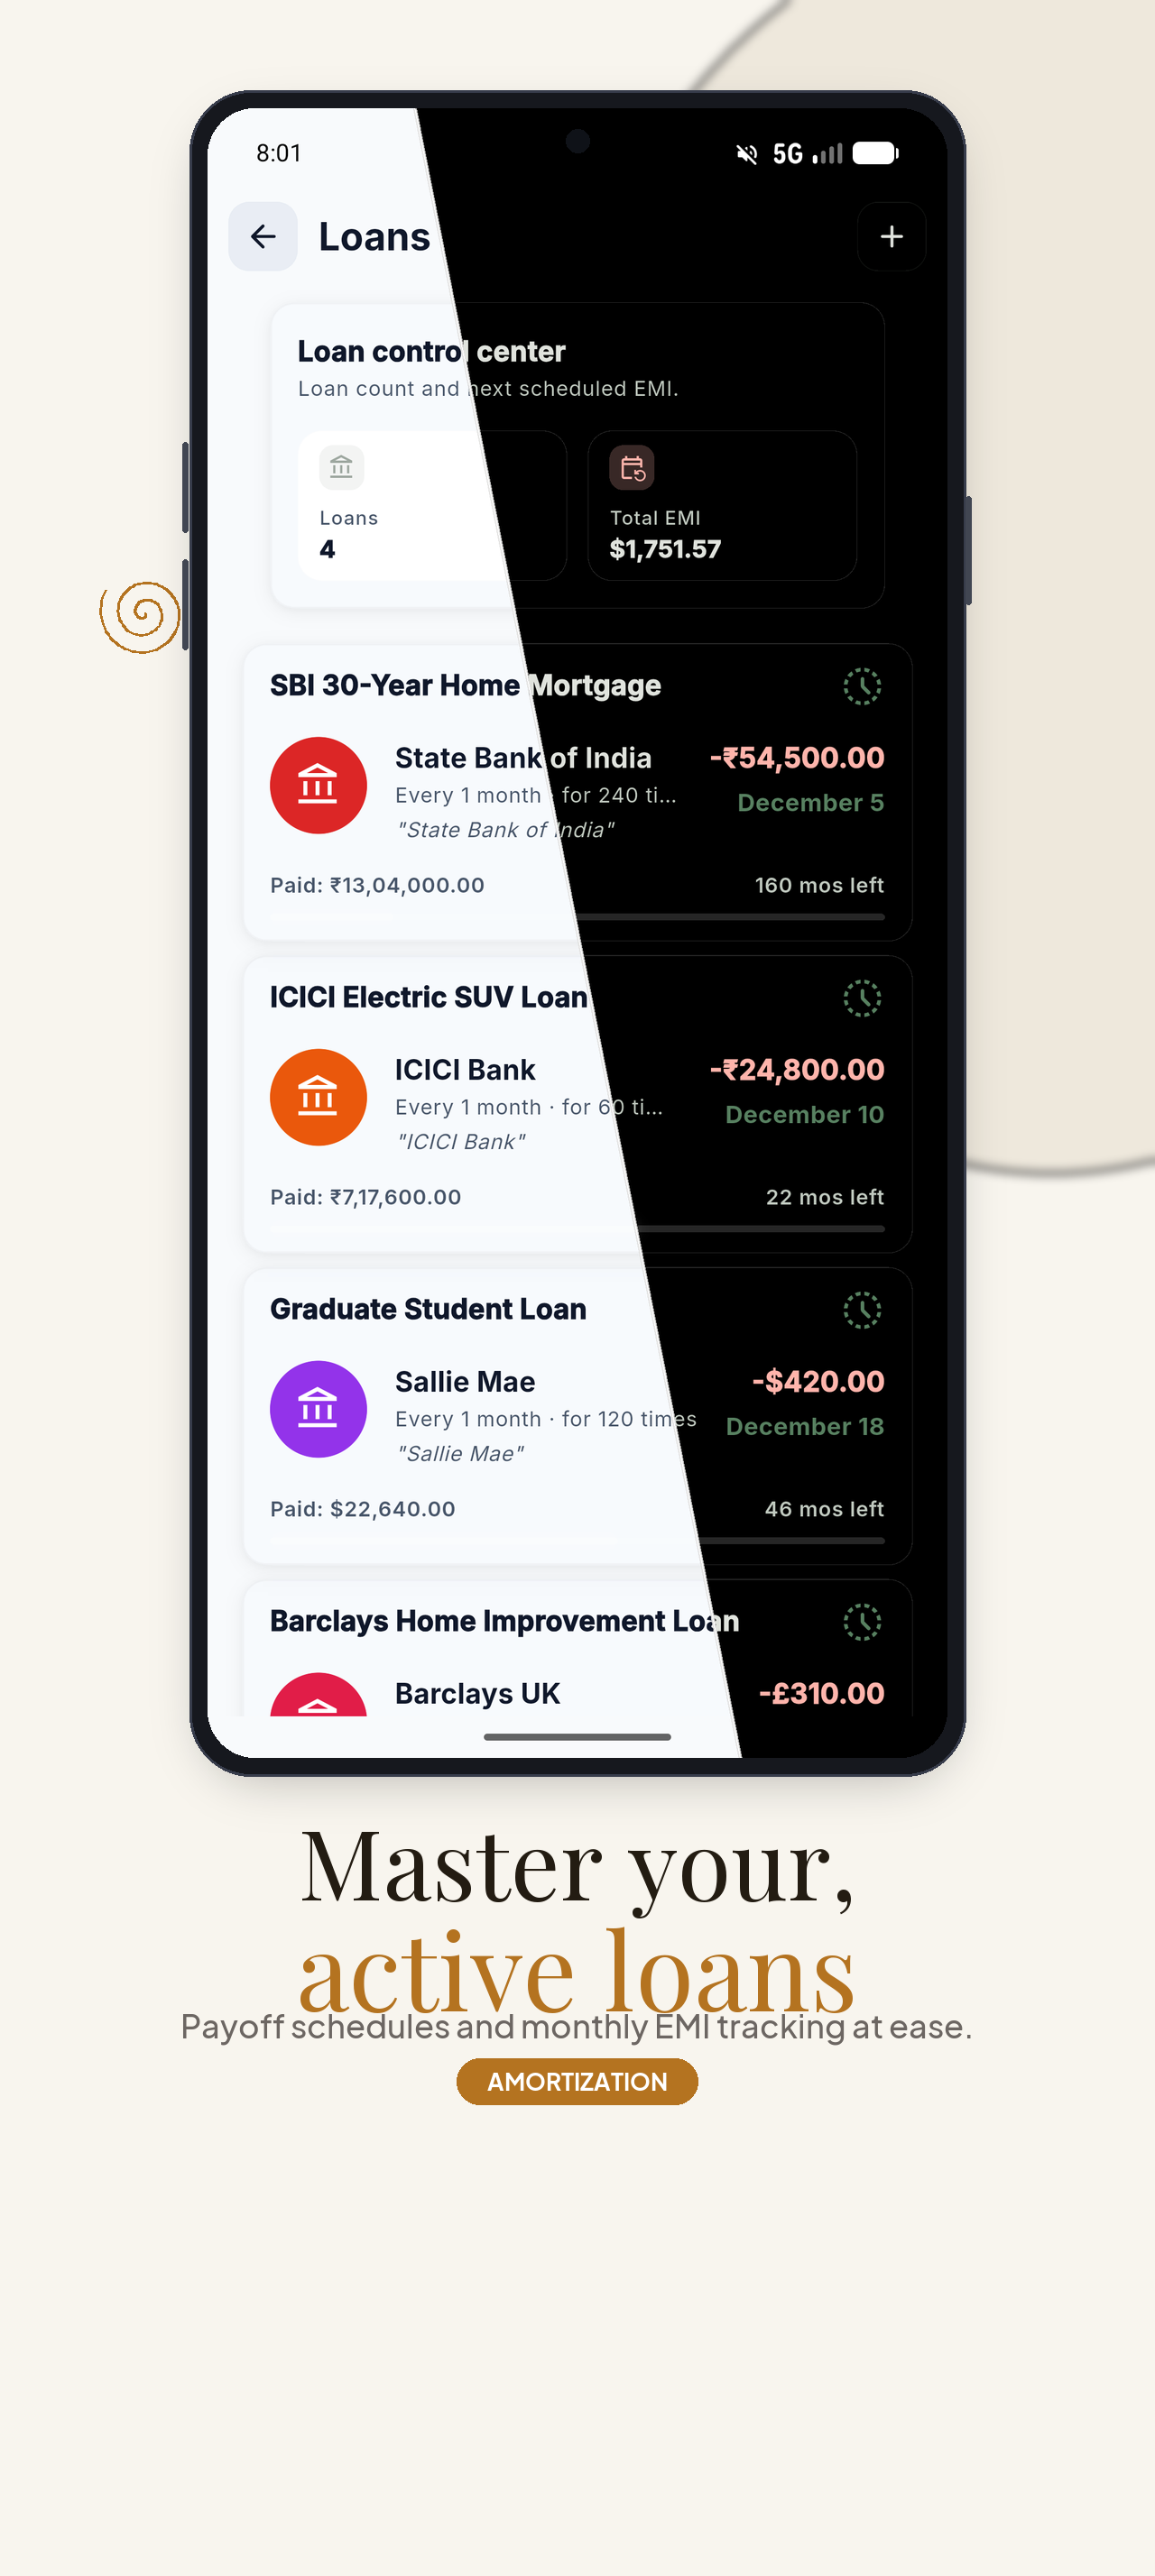 8:01
5G
Loans
Loan control center
Loan count and next scheduled EMI.
Loans
4
Total EMI
$1,751.57
SBI 30-Year Home Mortgage
State Bank of India
-₹54,500.00
Every 1 month · for 240 ti...
December 5
"State Bank of India"
Paid: ₹13,04,000.00
160 mos left
ICICI Electric SUV Loan
ICICI Bank
-₹24,800.00
Every 1 month · for 60 ti...
December 10
"ICICI Bank"
Paid: ₹7,17,600.00
22 mos left
Graduate Student Loan
Sallie Mae
-$420.00
Every 1 month · for 120 times
December 18
"Sallie Mae"
Paid: $22,640.00
46 mos left
Barclays Home Improvement Loan
Barclays UK
-£310.00
Master your,
active loans
Payoff schedules and monthly EMI tracking at ease.
AMORTIZATION